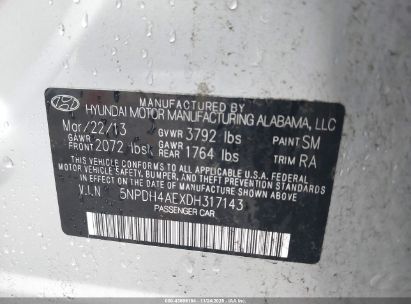 MANUFACTURED BY
HYUNDAI MOTOR MANUFACTURING ALABAMA, LLC
Mar/22/13 GVWR 3792 lbs PAINT SM
GAWR FRONT 2072 lbs GAWR REAR 1764 lbs TRIM RA
THIS VEHICLE CONFORMS TO ALL APPLICABLE U.S.A. FEDERAL
MOTOR VEHICLE SAFETY, BUMPER, AND THEFT PREVENTION
STANDARDS IN EFFECT ON THE DATE OF MANUFACTURE SHOWN ABOVE.
V.I.N 5NPDH4AEXDH317143
PASSENGER CAR